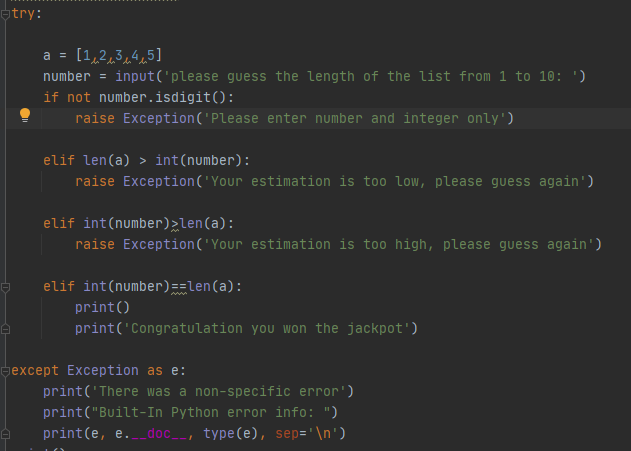 try:
a = [1,2,3,4,5]
number = input('please guess the length of the list from 1 to 10: ')
if not number.isdigit():
raise Exception('Please enter number and integer only')
elif len(a) > int(number):
raise Exception('Your estimation is too low, please guess again')
elif int(number)>len(a):
raise Exception('Your estimation is too high, please guess again')
elif int(number)==len(a):
print()
print('Congratulation you won the jackpot')
except Exception as e:
print('There was a non-specific error')
print("Built-In Python error info: ")
print(e, e.__doc__, type(e), sep='\n')